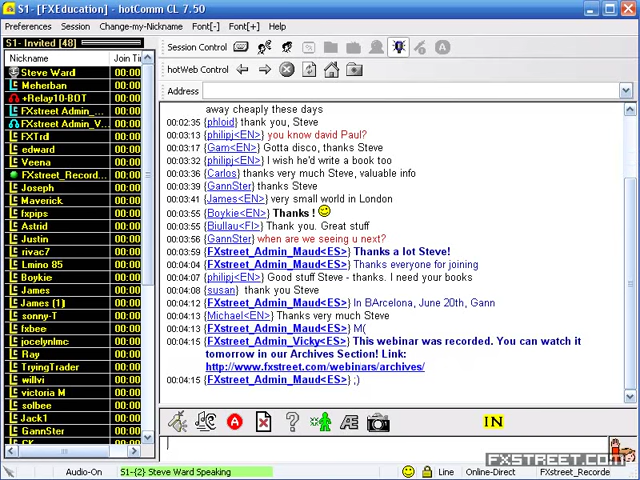 S1- [FXEducation] - hotComm CL 7.50
Preferences Session Change-my-Nickname Font[-] Font[+] Help
S1- Invited [48]
Nickname Join Ti
Steve Ward 00:00
Meherban 00:00
+Relay10-BOT 00:00
FXstreet Admin_... 00:00
FXstreet Admin_V... 00:00
FXTrd 00:00
edward 00:00
Veena 00:00
FXstreet_Record... 00:00
Joseph 00:00
Maverick 00:00
fxpips 00:00
Astrid 00:00
Justin 00:00
rivac7 00:00
Lmino 85 00:00
Boykie 00:00
James 00:00
James (1) 00:00
sonny-T 00:00
fxbee 00:00
jocelynlmc 00:00
Ray 00:00
TryingTrader 00:00
willvi 00:00
victoria M 00:00
solbee 00:00
Jack1 00:00
GannSter 00:00
CK 00:00
Session Control
hotWeb Control
Address
away cheaply these days
00:02:35 {phloid} thank you, Steve
00:03:13 {philipj<EN>} you know david Paul?
00:03:17 {Gam<EN>} Gotta disco, thanks Steve
00:03:32 {philipj<EN>} I wish he'd write a book too
00:03:36 {Carlos} thanks very much Steve, valuable info
00:03:39 {GannSter} thanks Steve
00:03:41 {James<EN>} very small world in London
00:03:55 {Boykie<EN>} Thanks !
00:03:55 {Biullau<FI>} Thank you. Great stuff
00:03:56 {GannSter} when are we seeing u next?
00:03:59 {FXstreet_Admin_Maud<ES>} Thanks a lot Steve!
00:04:04 {FXstreet_Admin_Maud<ES>} Thanks everyone for joining
00:04:07 {philipj<EN>} Good stuff Steve - thanks. I need your books
00:04:08 {susan} thank you Steve
00:04:12 {FXstreet_Admin_Maud<ES>} In BArcelona, June 20th, Gann
00:04:13 {Michael<EN>} Thanks very much Steve
00:04:13 {FXstreet_Admin_Maud<ES>} M(
00:04:15 {FXstreet_Admin_Vicky<ES>} This webinar was recorded. You can watch it
tomorrow in our Archives Section! Link:
http://www.fxstreet.com/webinars/archives/
00:04:15 {FXstreet_Admin_Maud<ES>} ;)
IN
FXSTREET.COM
Audio-On S1-{2} Steve Ward Speaking Line Online-Direct FXstreet_Recorde